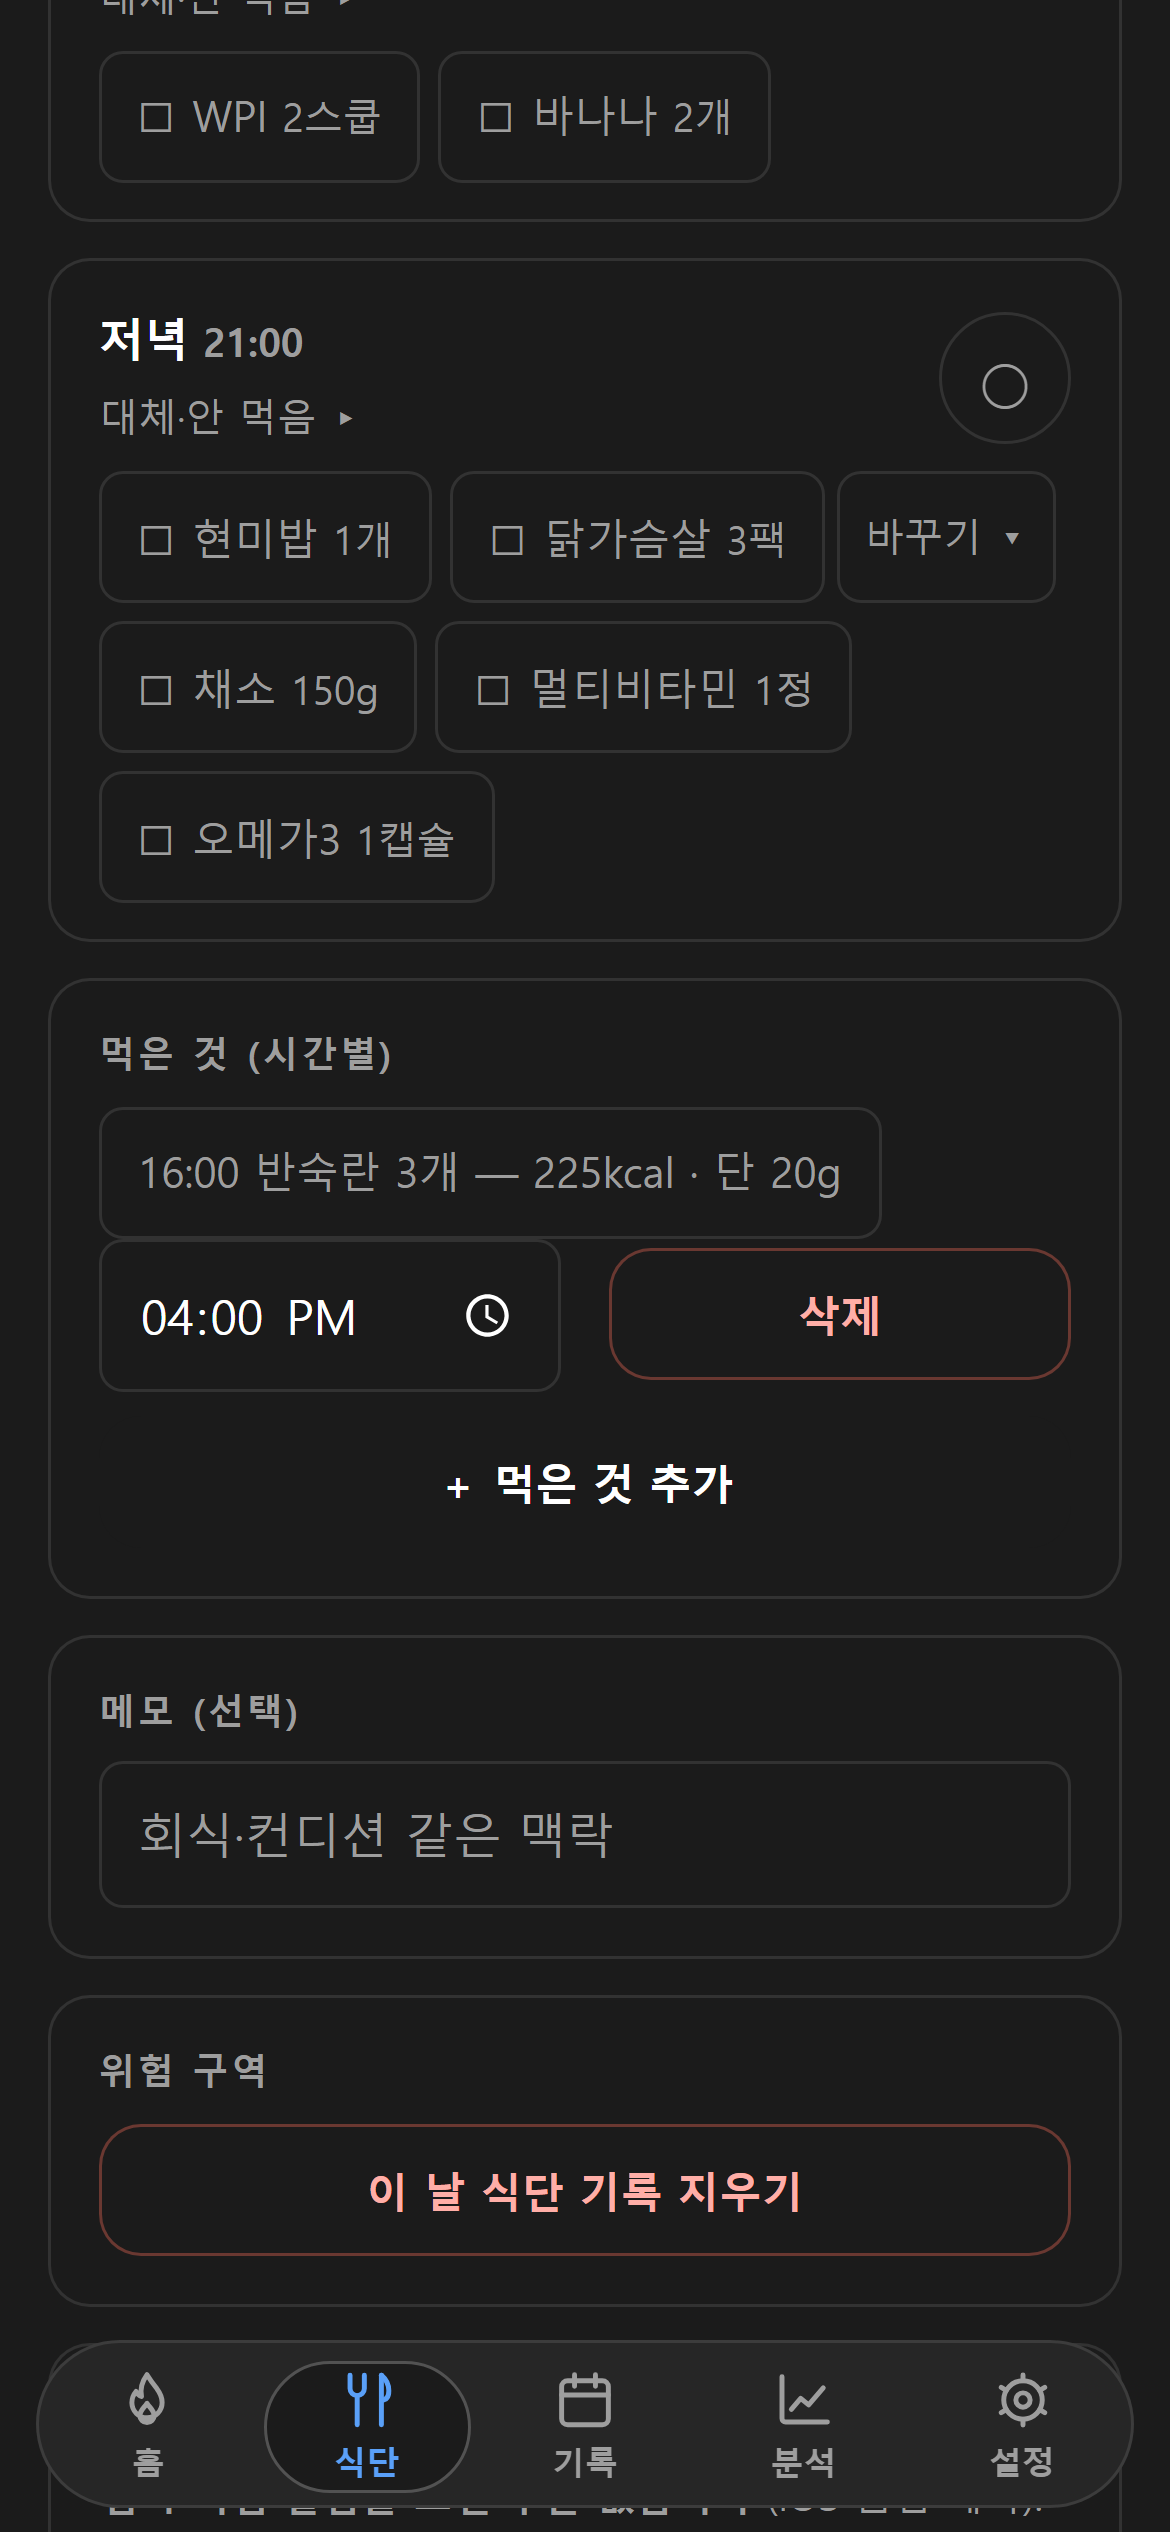 대체·안 먹음 ▸
☐ WPI 2스쿱 ☐ 바나나 2개
저녁 21:00
대체·안 먹음 ▸
☐ 현미밥 1개 ☐ 닭가슴살 3팩 바꾸기 ▾
☐ 채소 150g ☐ 멀티비타민 1정
☐ 오메가3 1캡슐
먹은 것 (시간별)
16:00 반숙란 3개 — 225kcal · 단 20g
04:00 PM 삭제
+ 먹은 것 추가
메모 (선택)
회식·컨디션 같은 맥락
위험 구역
이 날 식단 기록 지우기
홈 식단 기록 분석 설정